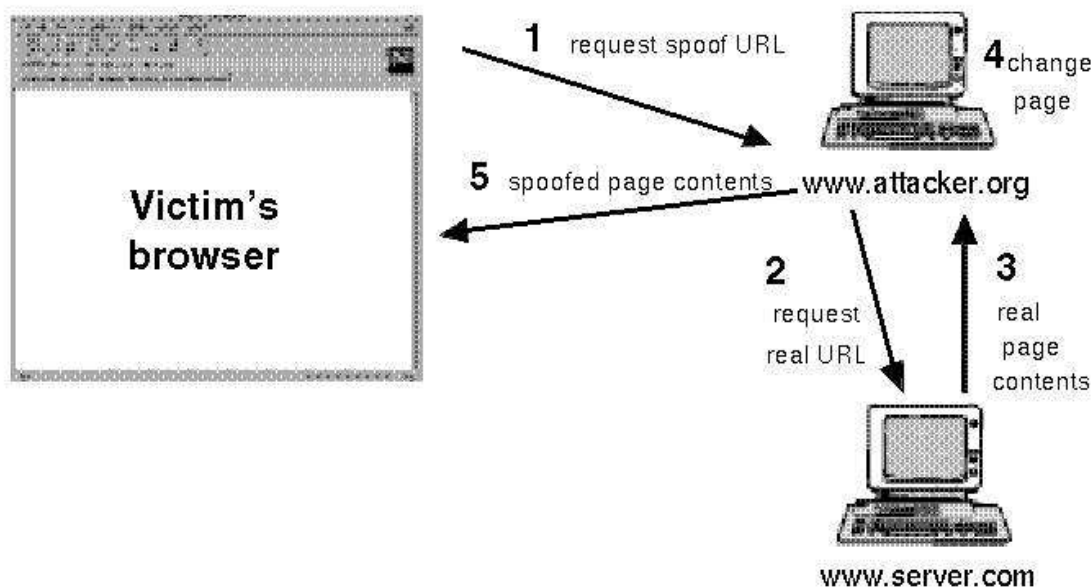 1 request spoof URL
4 change
page
www.attacker.org
5 spoofed page contents
Victim's
browser
2
request
real URL
3
real
page
contents
www.server.com